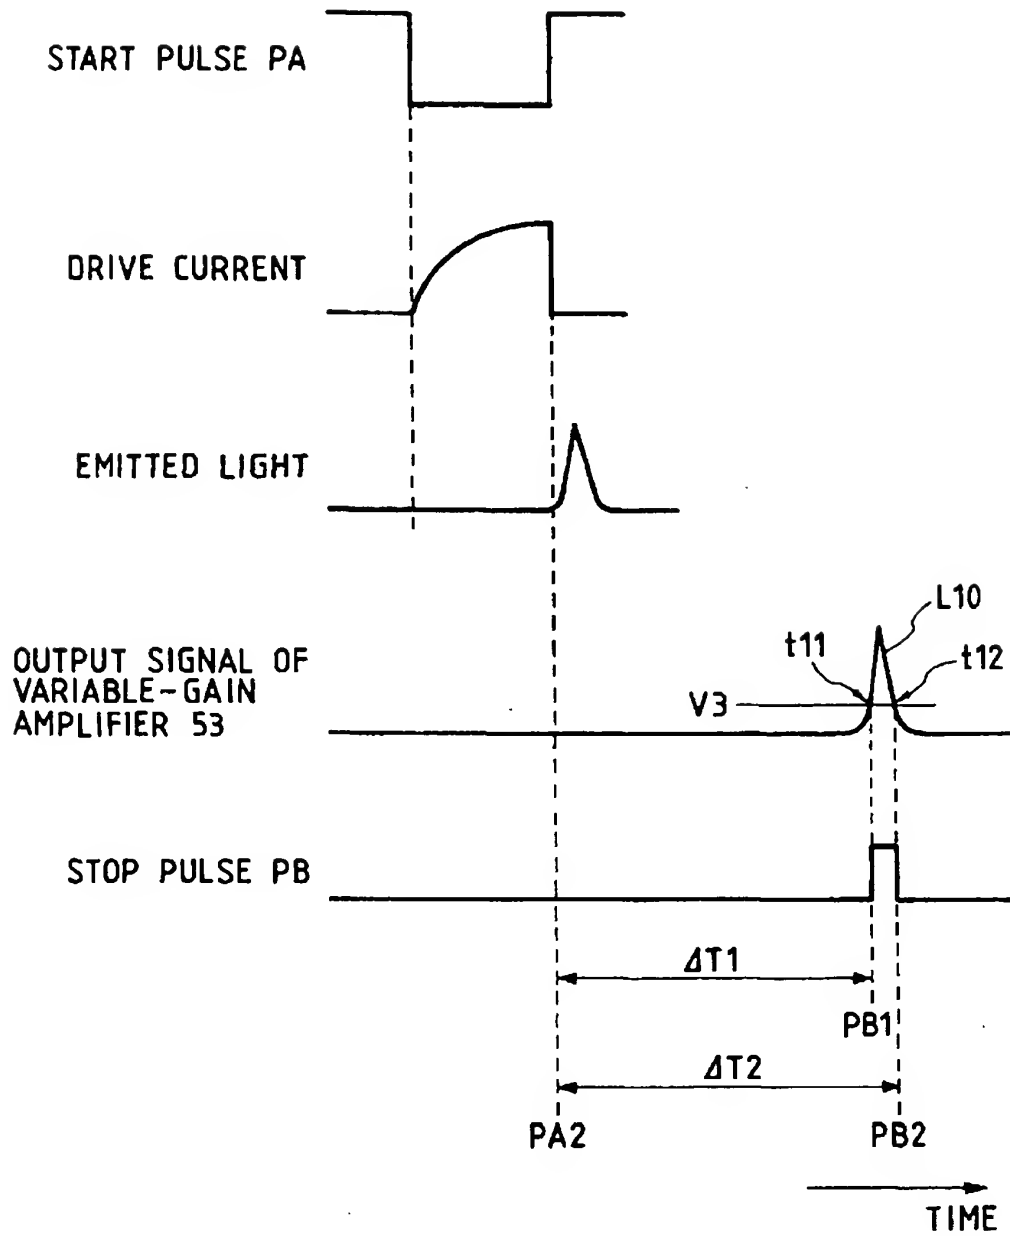 START PULSE PA
DRIVE CURRENT
EMITTED LIGHT
L10
t11
t12
OUTPUT SIGNAL OF
VARIABLE-GAIN
AMPLIFIER 53
V3
STOP PULSE PB
ΔT1
PB1
ΔT2
PA2
PB2
TIME